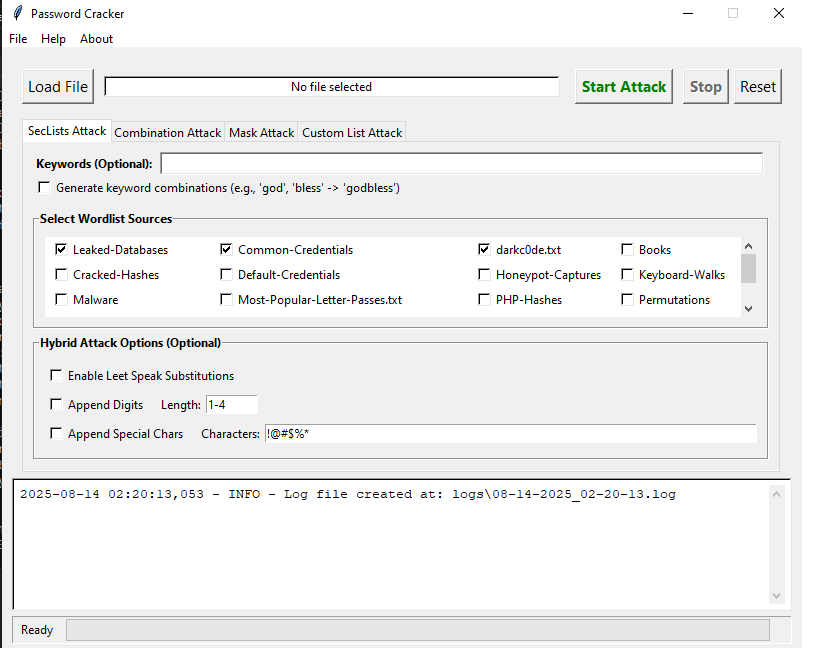 Password Cracker
File Help About
Load File No file selected Start Attack Stop Reset
SecLists Attack Combination Attack Mask Attack Custom List Attack
Keywords (Optional):
Generate keyword combinations (e.g., 'god', 'bless' -> 'godbless')
Select Wordlist Sources
Leaked-Databases Common-Credentials darkc0de.txt Books
Cracked-Hashes Default-Credentials Honeypot-Captures Keyboard-Walks
Malware Most-Popular-Letter-Passes.txt PHP-Hashes Permutations
Hybrid Attack Options (Optional)
Enable Leet Speak Substitutions
Append Digits Length: 1-4
Append Special Chars Characters: !@#$%*
2025-08-14 02:20:13,053 - INFO - Log file created at: logs\08-14-2025_02-20-13.log
Ready